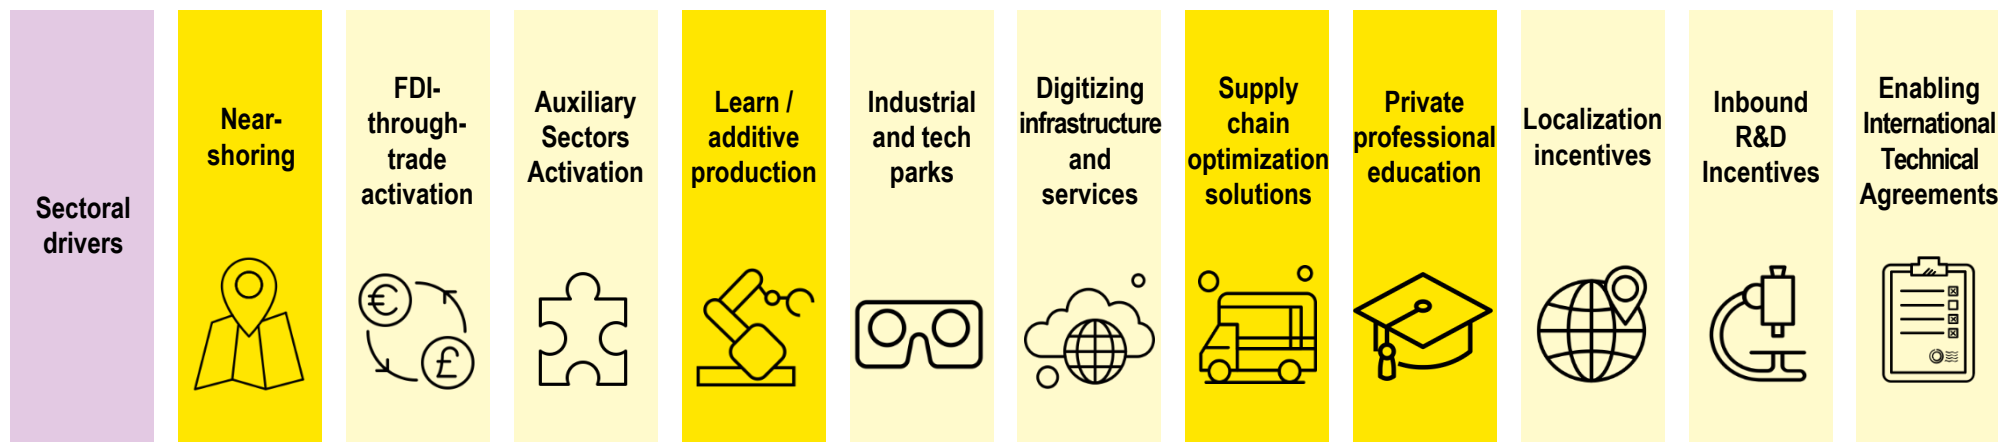 Sectoral
drivers
Near-
shoring
FDI-
through-
trade
activation
Auxiliary
Sectors
Activation
Learn /
additive
production
Industrial
and tech
parks
Digitizing
infrastructure
and
services
Supply
chain
optimization
solutions
Private
professional
education
Localization
incentives
Inbound
R&D
Incentives
Enabling
International
Technical
Agreements
€
£